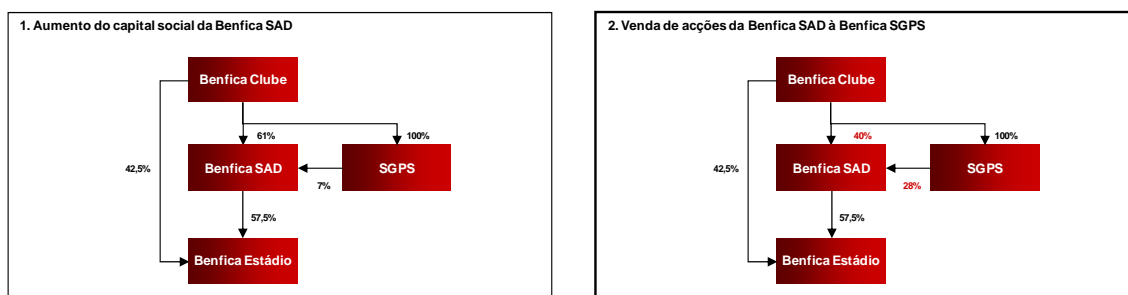 1. Aumento do capital social da Benfica SAD
Benfica Clube
61%
100%
42,5%
Benfica SAD
SGPS
7%
57,5%
Benfica Estádio
2. Venda de acções da Benfica SAD à Benfica SGPS
Benfica Clube
40%
100%
42,5%
Benfica SAD
SGPS
28%
57,5%
Benfica Estádio